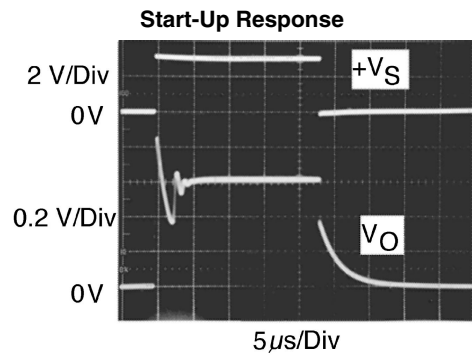 Start-Up Response
2 V/Div
+VS
0V
0.2 V/Div
VO
0V
5µs/Div